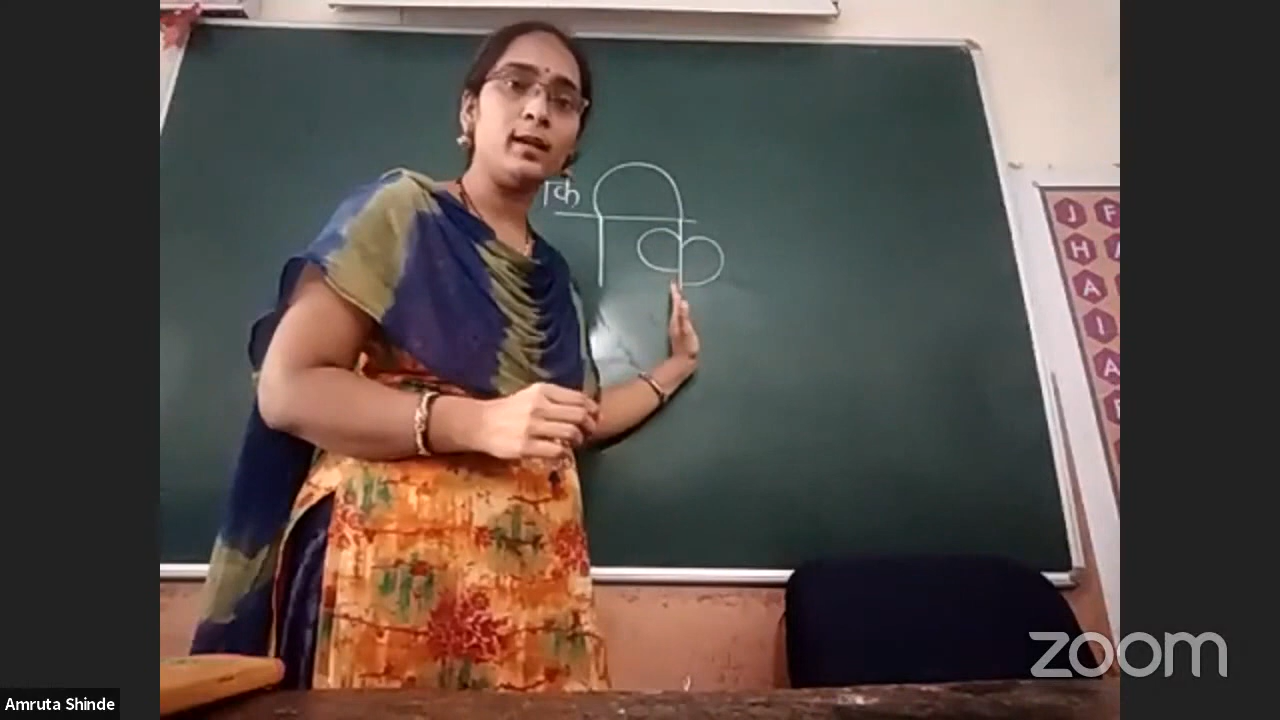 कि
कि
J F
H A
A
I
A
Amruta Shinde
zoom